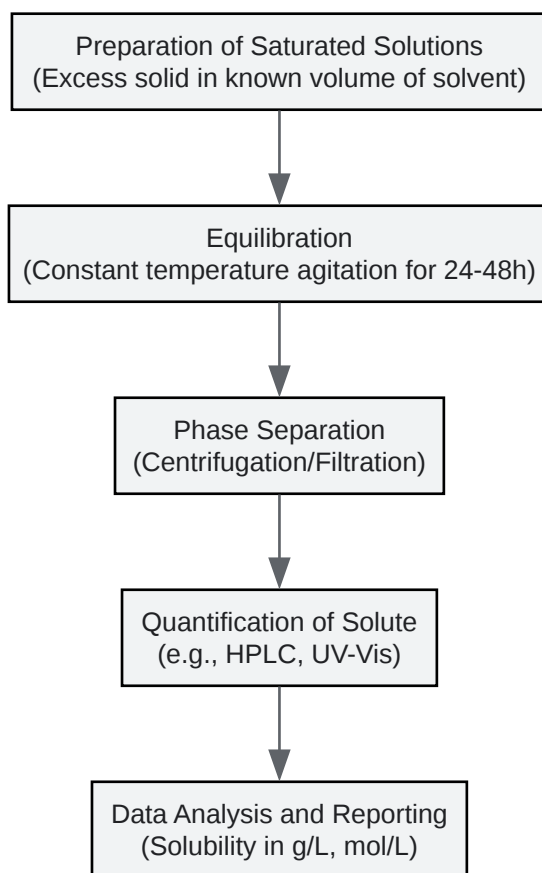 Preparation of Saturated Solutions
(Excess solid in known volume of solvent)
Equilibration
(Constant temperature agitation for 24-48h)
Phase Separation
(Centrifugation/Filtration)
Quantification of Solute
(e.g., HPLC, UV-Vis)
Data Analysis and Reporting
(Solubility in g/L, mol/L)